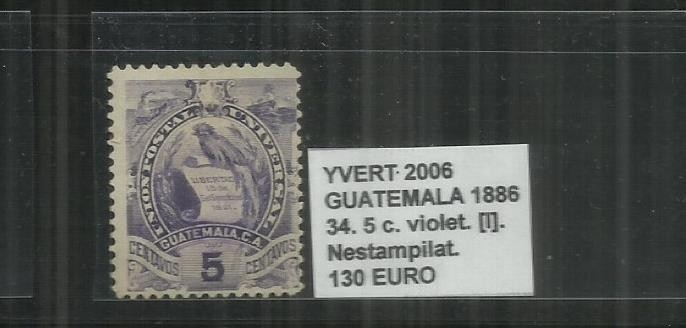 UNION POSTAL UNIVERSAL
LIBERTAD
15 DE
SETIEMBRE
1821
GUATEMALA. C.A.
CENTAVOS 5 CENTAVOS
YVERT 2006
GUATEMALA 1886
34. 5 c. violet. [I].
Nestampilat.
130 EURO